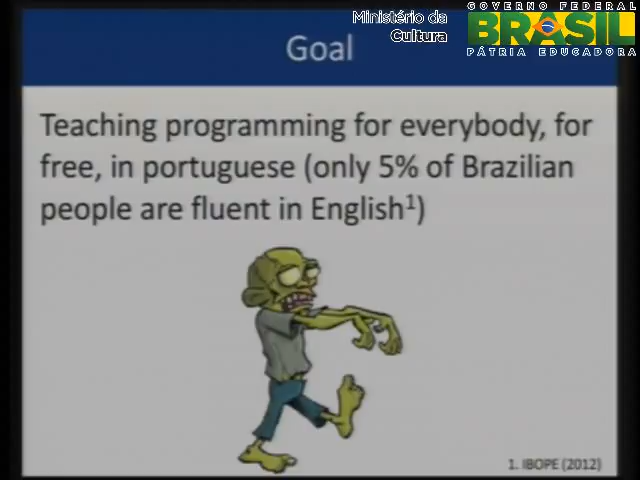 GOVERNO FEDERAL
Ministério da
Cultura
BRASIL
PÁTRIA EDUCADORA
Goal
Teaching programming for everybody, for
free, in portuguese (only 5% of Brazilian
people are fluent in English¹)
1. IBOPE (2012)